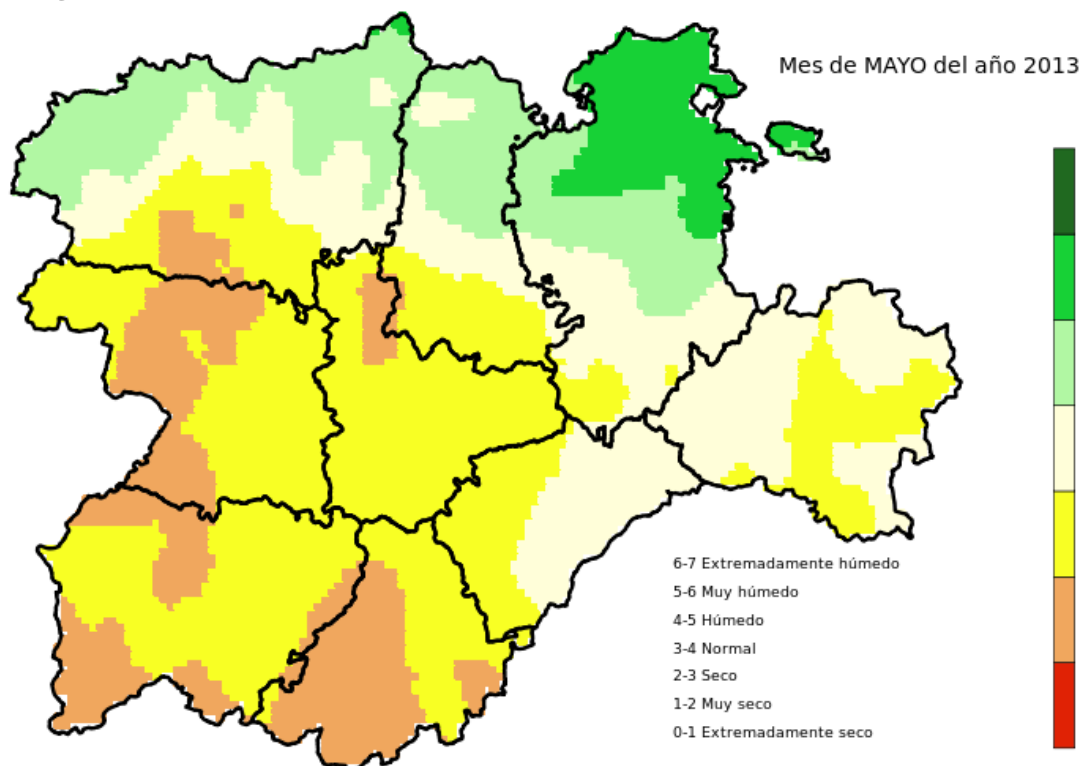 Mes de MAYO del año 2013
6-7 Extremadamente húmedo
5-6 Muy húmedo
4-5 Húmedo
3-4 Normal
2-3 Seco
1-2 Muy seco
0-1 Extremadamente seco